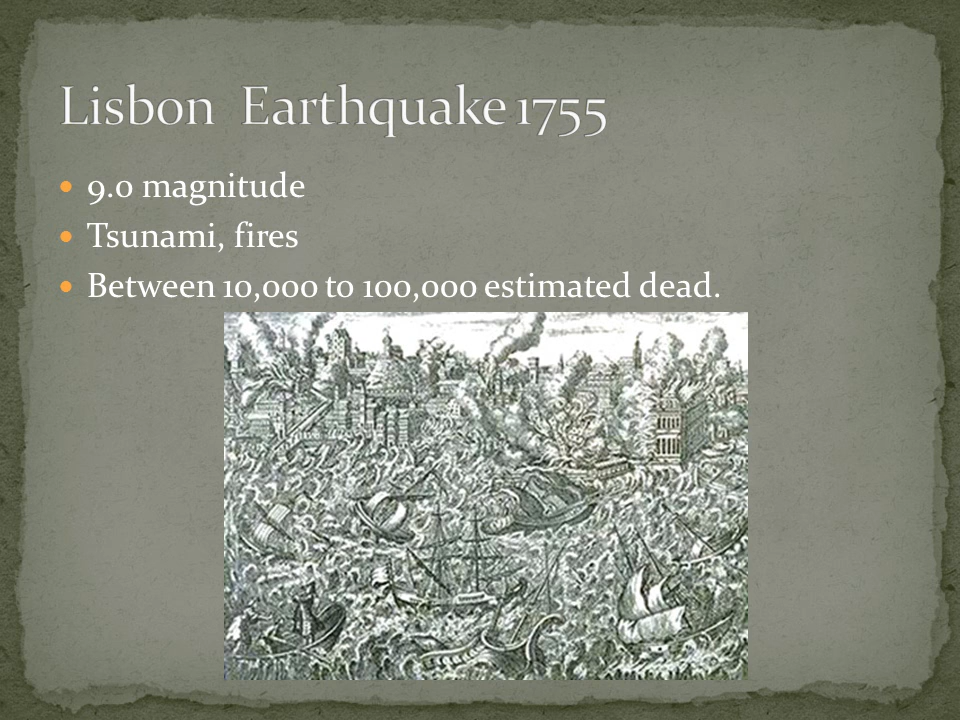 Lisbon Earthquake 1755
• 9.0 magnitude
• Tsunami, fires
• Between 10,000 to 100,000 estimated dead.